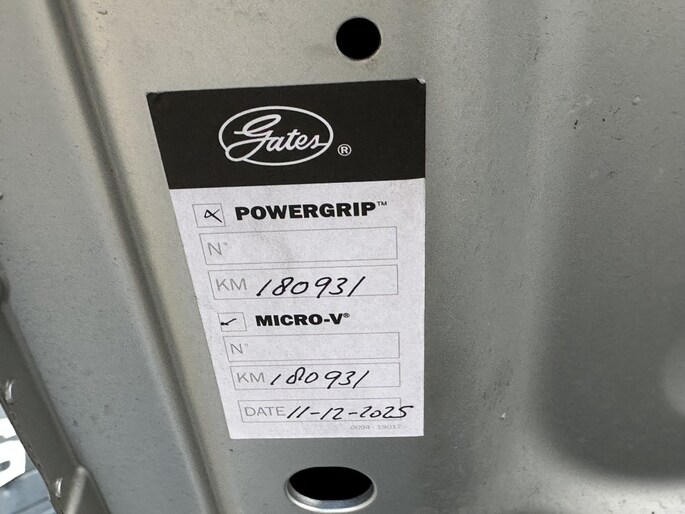 Gates®
POWERGRIP™
N°
KM 180931
MICRO-V®
N°
KM 180931
DATE 11-12-2025